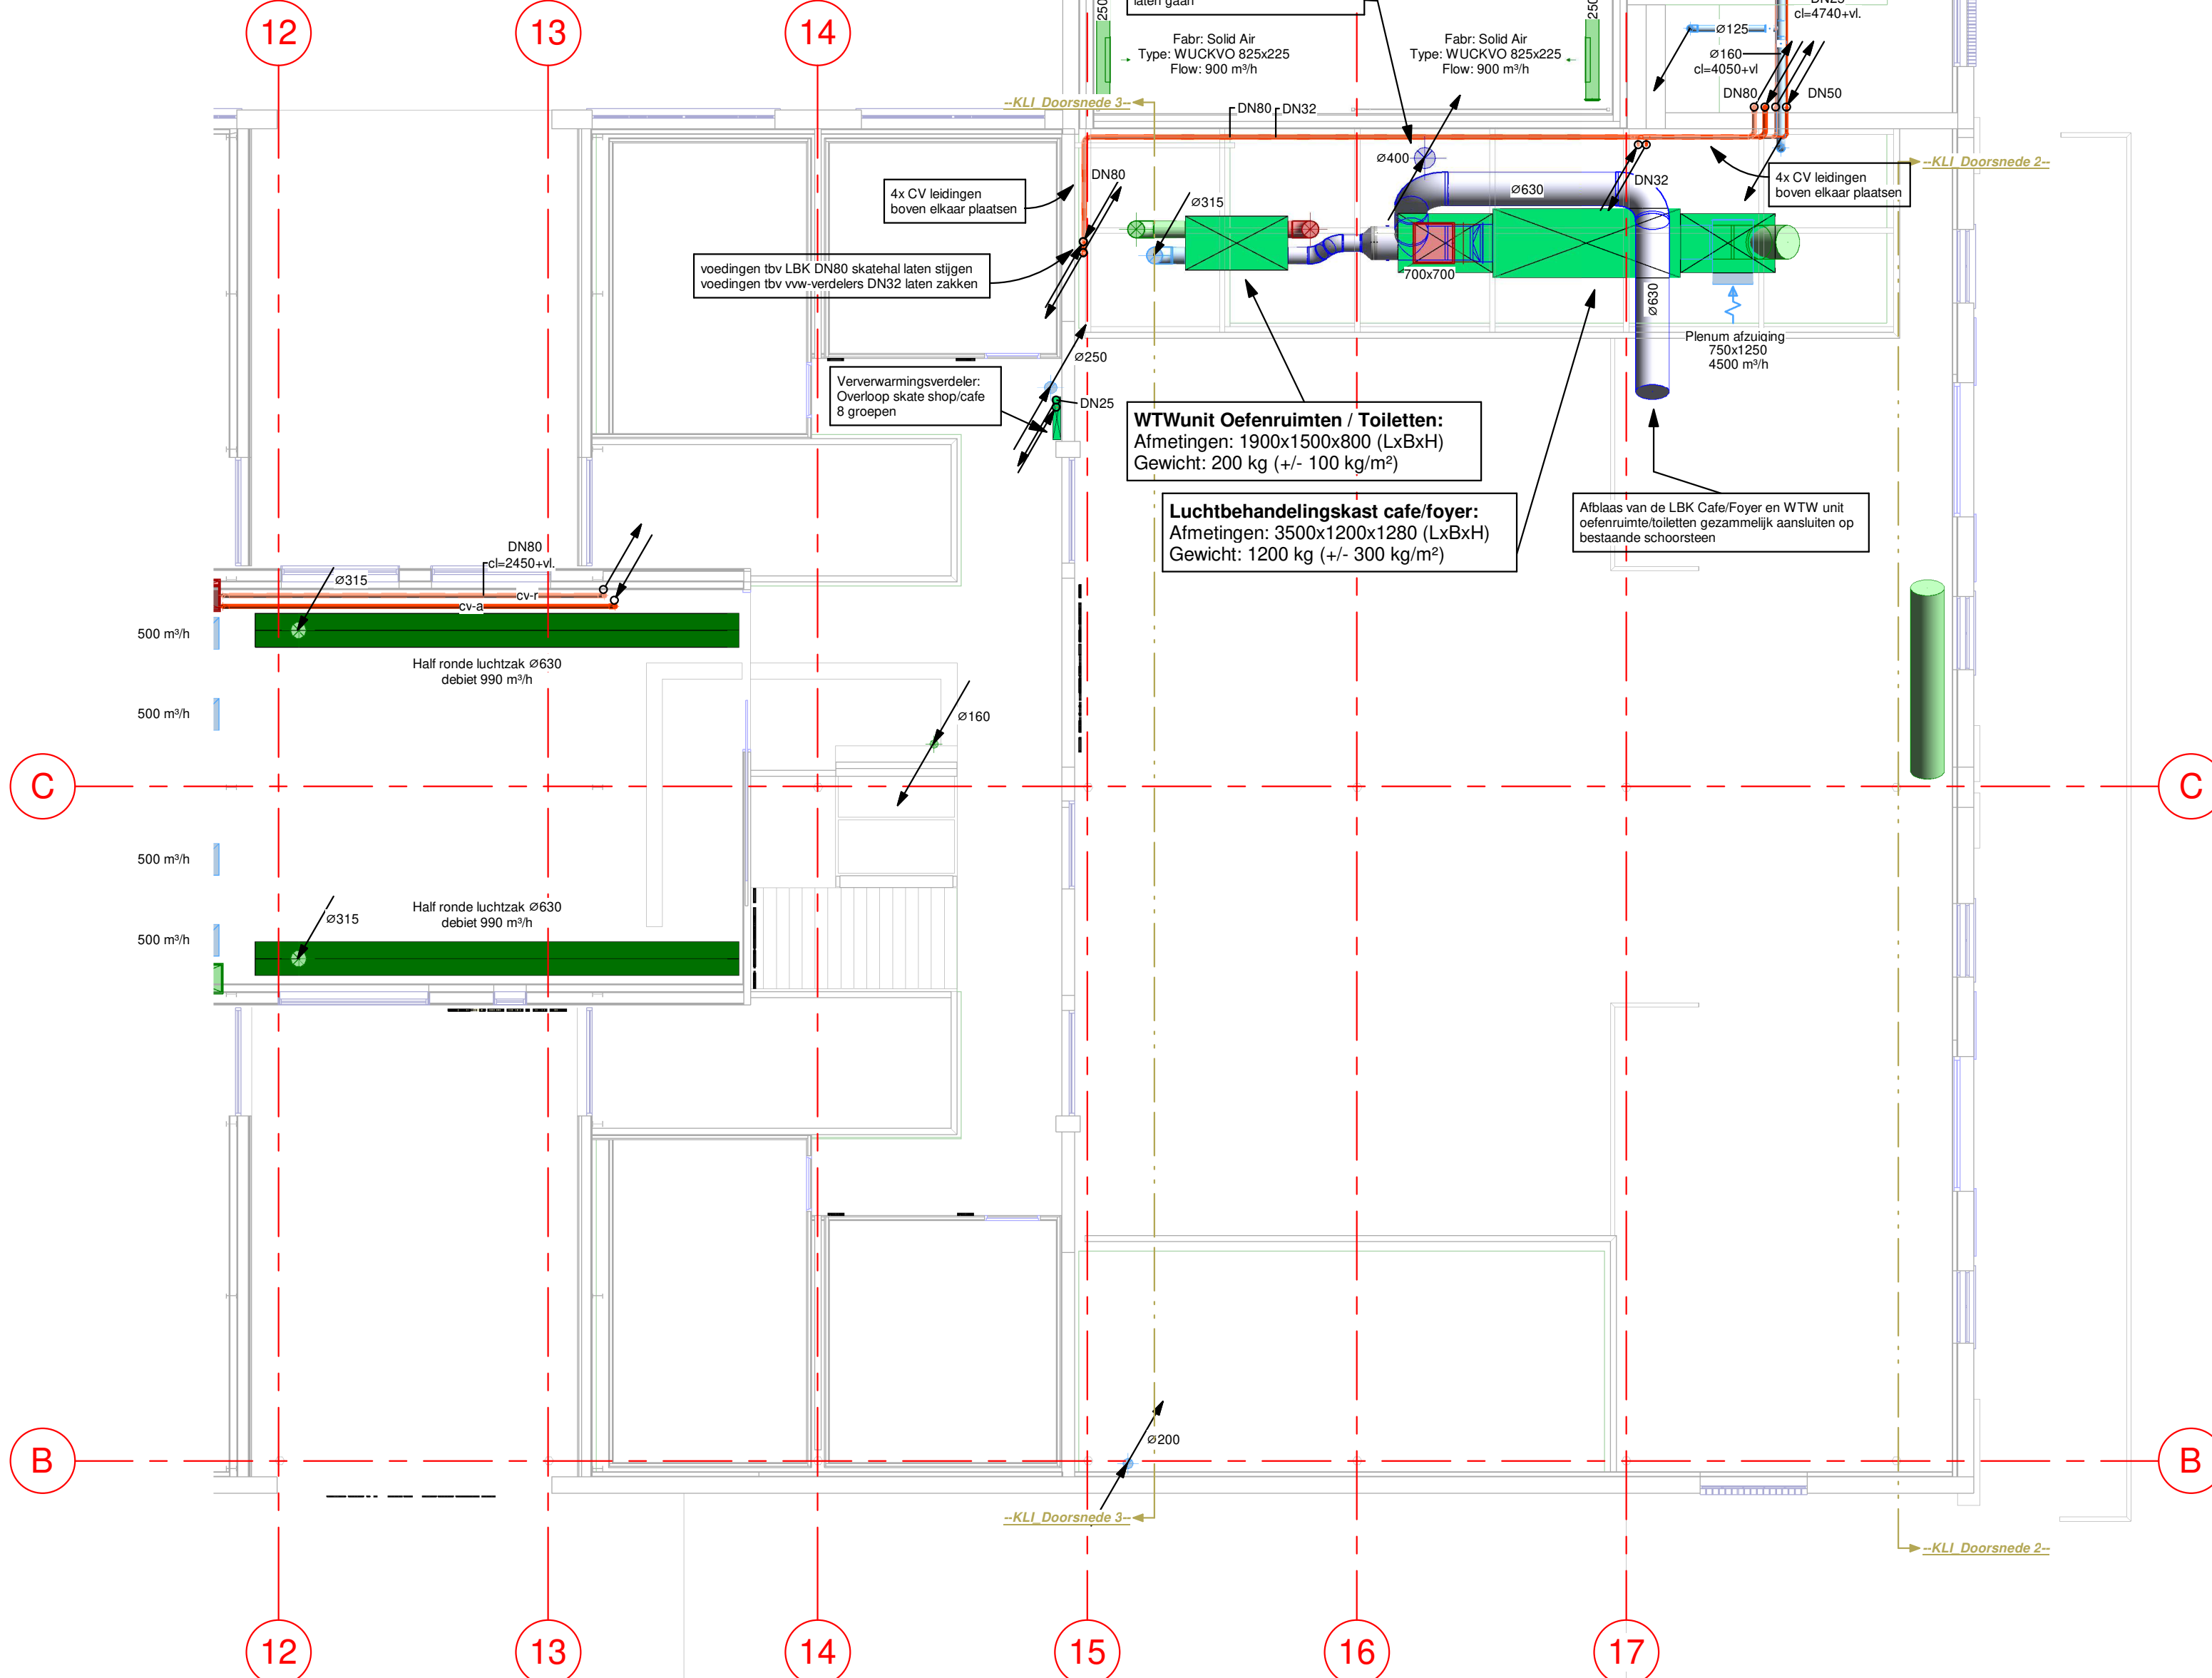 12
13
14
250
laten gaan
250
Fabr: Solid Air
Type: WUCKVO 825x225
Flow: 900 m³/h
Fabr: Solid Air
Type: WUCKVO 825x225
Flow: 900 m³/h
cl=4740+vl.
Ø125
Ø160
cl=4050+vl
DN80
DN50
--KLI_Doorsnede 3--
DN80
DN32
Ø400
--KLI_Doorsnede 2--
4x CV leidingen
boven elkaar plaatsen
DN80
Ø315
Ø630
DN32
4x CV leidingen
boven elkaar plaatsen
voedingen tbv LBK DN80 skatehal laten stijgen
voedingen tbv vvw-verdelers DN32 laten zakken
700x700
Ø630
Plenum afzuiging
750x1250
4500 m³/h
Ø250
Ververwarmingsverdeler:
Overloop skate shop/cafe
8 groepen
DN25
WTWunit Oefenruimten / Toiletten:
Afmetingen: 1900x1500x800 (LxBxH)
Gewicht: 200 kg (+/- 100 kg/m²)
Luchtbehandelingskast cafe/foyer:
Afmetingen: 3500x1200x1280 (LxBxH)
Gewicht: 1200 kg (+/- 300 kg/m²)
Afblaas van de LBK Cafe/Foyer en WTW unit
oefenruimte/toiletten gezammelijk aansluiten op
bestaande schoorsteen
DN80
cl=2450+vl.
Ø315
cv-r
cv-a
500 m³/h
Half ronde luchtzak Ø630
debiet 990 m³/h
500 m³/h
Ø160
C
C
500 m³/h
Half ronde luchtzak Ø630
debiet 990 m³/h
Ø315
500 m³/h
Ø200
B
B
--KLI_Doorsnede 3--
--KLI_Doorsnede 2--
12
13
14
15
16
17